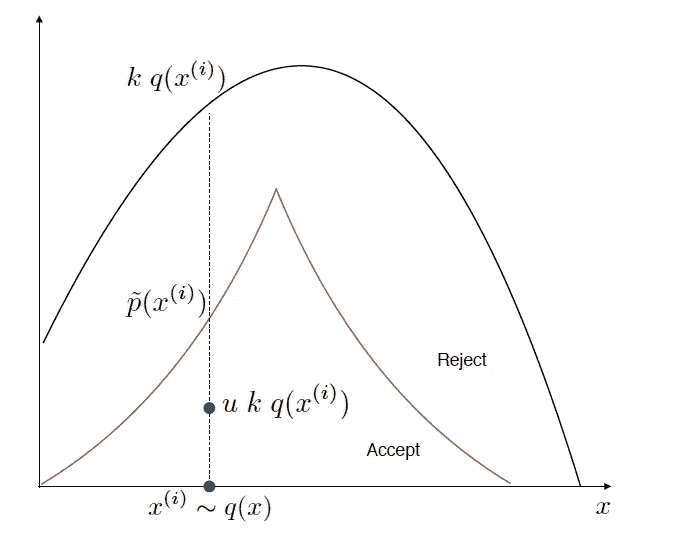 k q(x^{(i)})
p̃(x^{(i)})
Reject
u k q(x^{(i)})
Accept
x^{(i)} ∼ q(x)
x